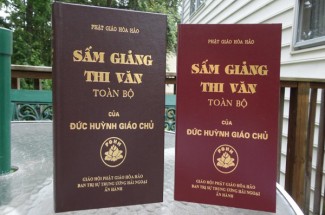 PHẬT GIÁO HÒA HẢO
SẤM GIẢNG
THI VĂN
TOÀN BỘ
CỦA
ĐỨC HUỲNH GIÁO CHỦ
PGHH
GIÁO HỘI PHẬT GIÁO HÒA HẢO
BAN TRỊ SỰ TRUNG ƯƠNG HẢI NGOẠI
ẤN HÀNH
PHẬT GIÁO HÒA HẢO
SẤM GIẢNG
THI VĂN
TOÀN BỘ
CỦA
ĐỨC HUỲNH GIÁO CHỦ
PGHH
GIÁO HỘI PHẬT GIÁO HÒA HẢO
BAN TRỊ SỰ TRUNG ƯƠNG HẢI NGOẠI
ẤN HÀNH